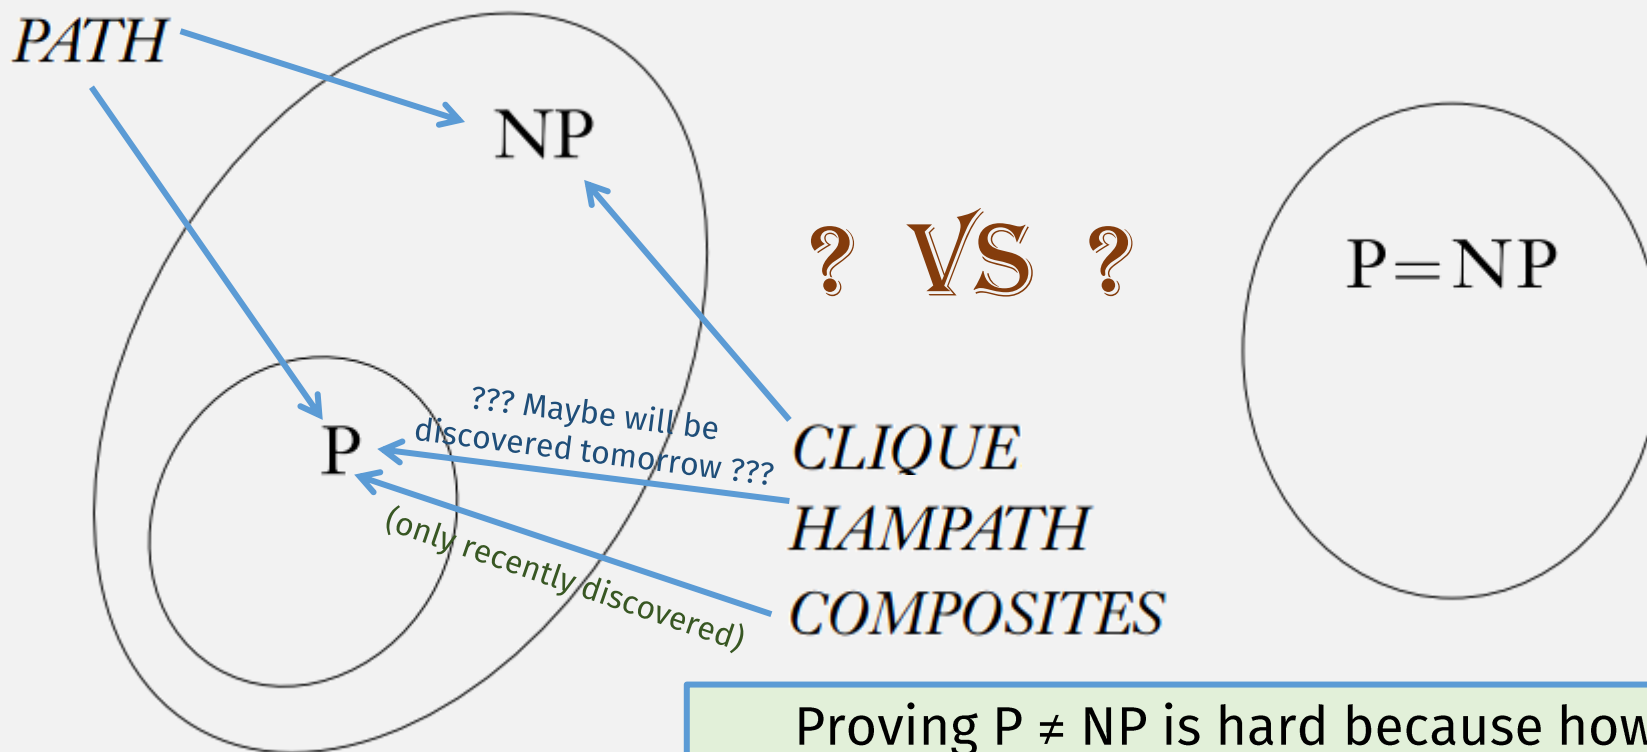 PATH
NP
? VS ?
P=NP
??? Maybe will be
discovered tomorrow ???
P
CLIQUE
HAMPATH
(only recently discovered)
COMPOSITES
Proving P ≠ NP is hard because how